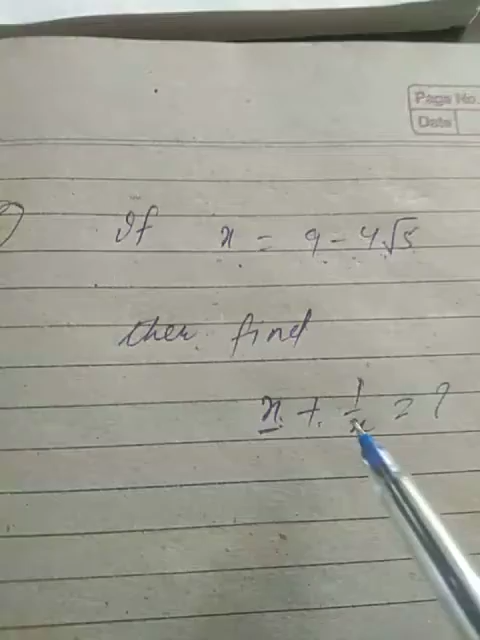 Page No.
Date
If x = 9 - 4√5
then find
x + 1/x = ?